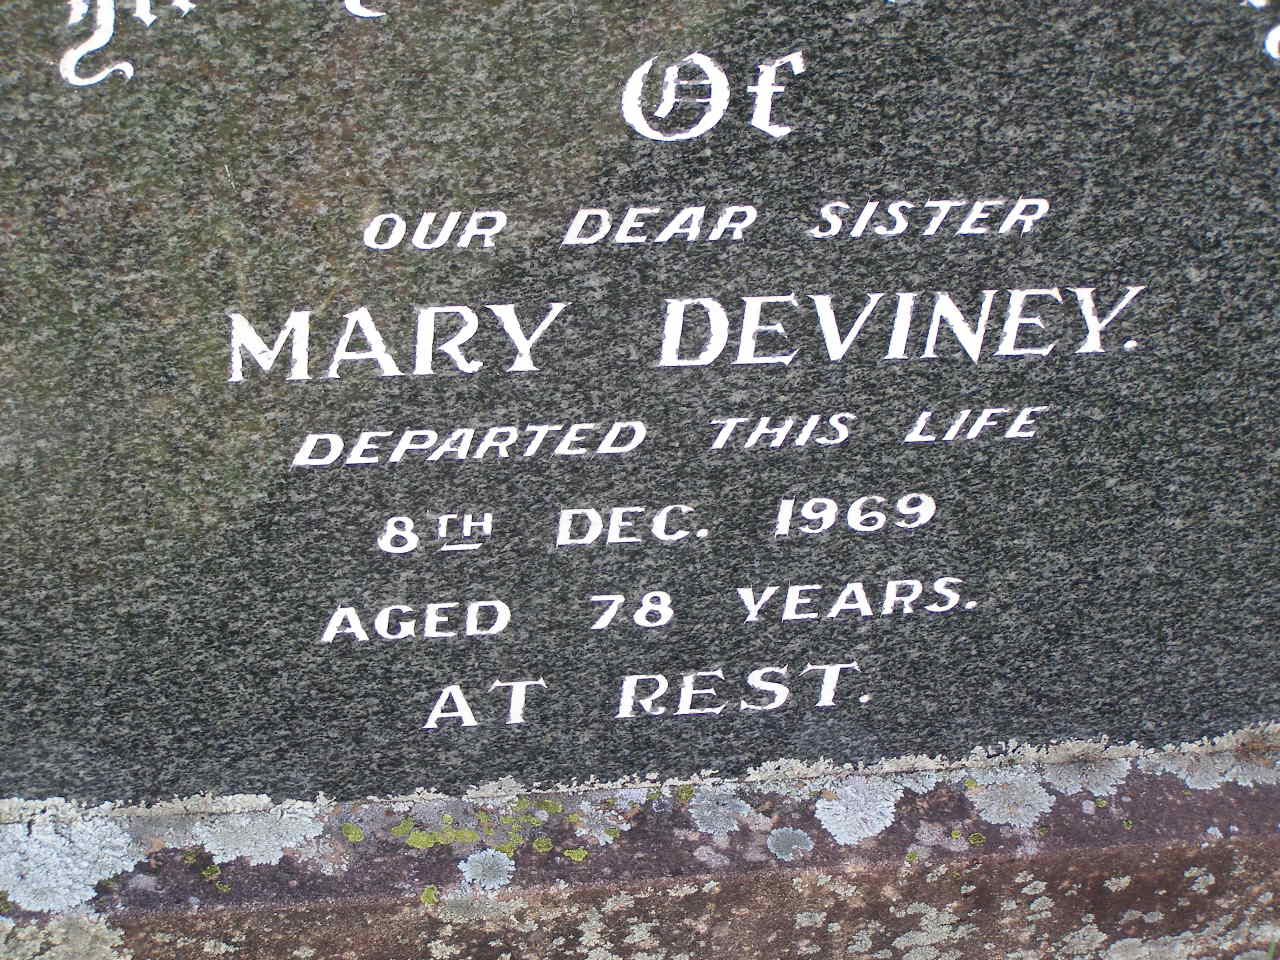 Of
OUR DEAR SISTER
MARY DEVINEY.
DEPARTED THIS LIFE
8TH DEC. 1969
AGED 78 YEARS.
AT REST.